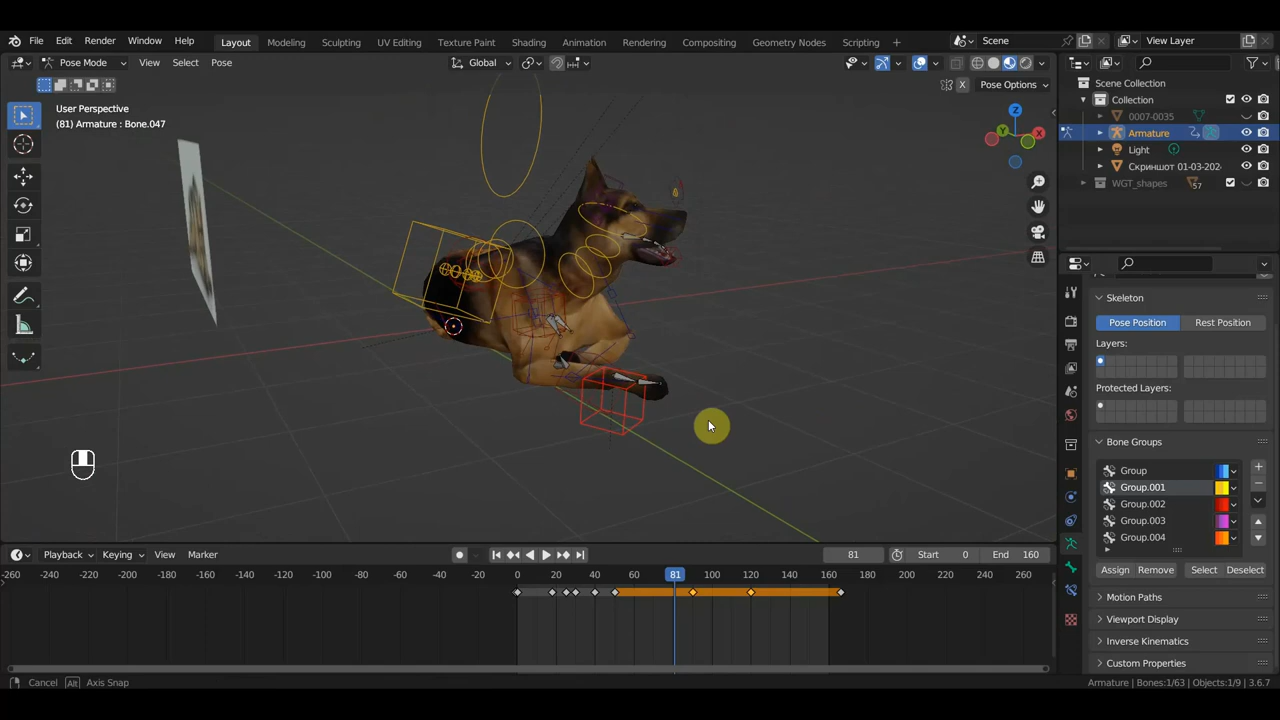 File Edit Render Window Help Layout Modeling Sculpting UV Editing Texture Paint Shading Animation Rendering Compositing Geometry Nodes Scripting Scene View Layer
Pose Mode View Select Pose Global
X Pose Options
User Perspective
(81) Armature : Bone.047
Z
Y
X
Scene Collection
Collection
0007-0035
Armature
Light
Скриншот 01-03-202
WGT_shapes
57
Skeleton
Pose Position Rest Position
Layers:
Protected Layers:
Bone Groups
Group
Group.001
Group.002
Group.003
Group.004
Assign Remove Select Deselect
Motion Paths
Viewport Display
Inverse Kinematics
Custom Properties
Playback Keying View Marker 81 Start 0 End 160
-260 -240 -220 -200 -180 -160 -140 -120 -100 -80 -60 -40 -20 0 20 40 60 81 100 120 140 160 180 200 220 240 260
Cancel Alt Axis Snap
Armature | Bones:1/63 | Objects:1/9 | 3.6.7